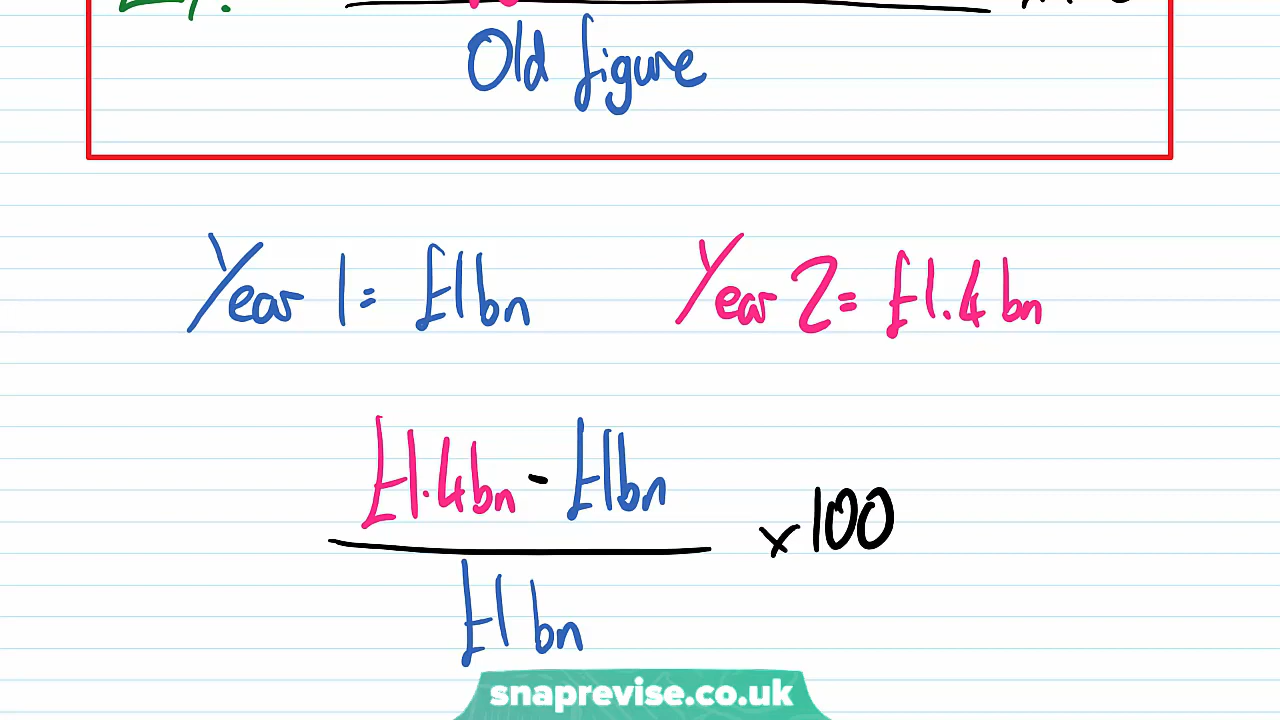 Old figure
Year 1 = £1bn
Year 2 = £1.4bn
£1.4bn - £1bn
x100
£1bn
snaprevise.co.uk